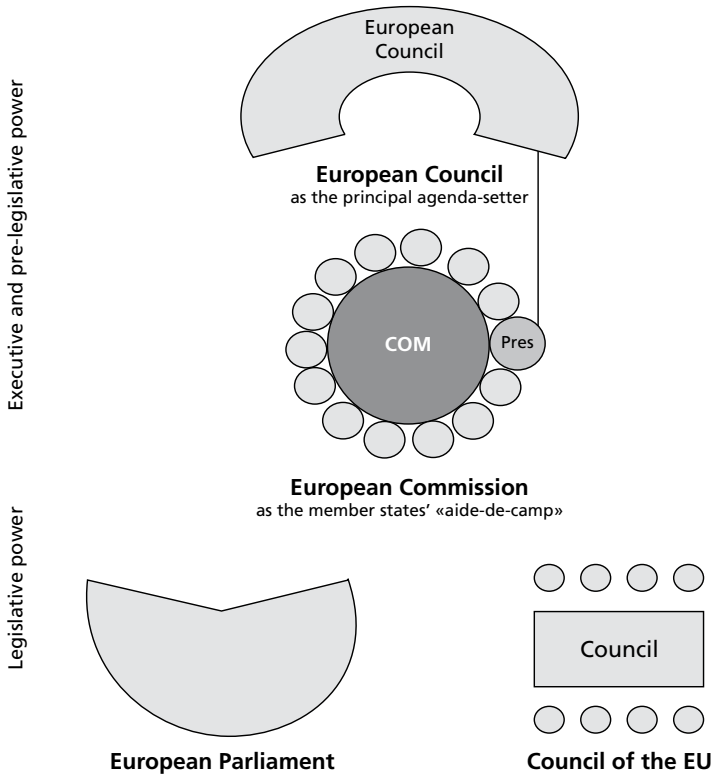 Executive and pre-legislative power
European
Council
European Council
as the principal agenda-setter
COM
Pres
European Commission
as the member states’ «aide-de-camp»
Legislative power
Council
European Parliament
Council of the EU